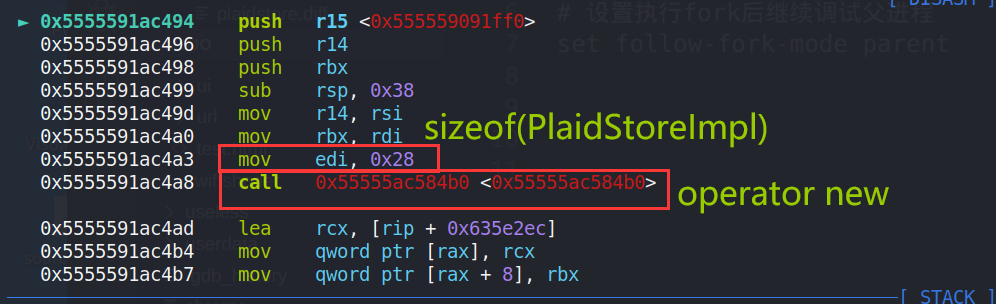 [ DISASM ]
► 0x5555591ac494 push r15 <0x555559091ff0>
0x5555591ac496 push r14
0x5555591ac498 push rbx
0x5555591ac499 sub rsp, 0x38
0x5555591ac49d mov r14, rsi
0x5555591ac4a0 mov rbx, rdi
0x5555591ac4a3 mov edi, 0x28
sizeof(PlaidStoreImpl)
0x5555591ac4a8 call 0x55555ac584b0 <0x55555ac584b0>
operator new
0x5555591ac4ad lea rcx, [rip + 0x635e2ec]
0x5555591ac4b4 mov qword ptr [rax], rcx
0x5555591ac4b7 mov qword ptr [rax + 8], rbx
[ STACK ]
# 设置执行fork后继续调试父进程
7 set follow-fork-mode parent
8